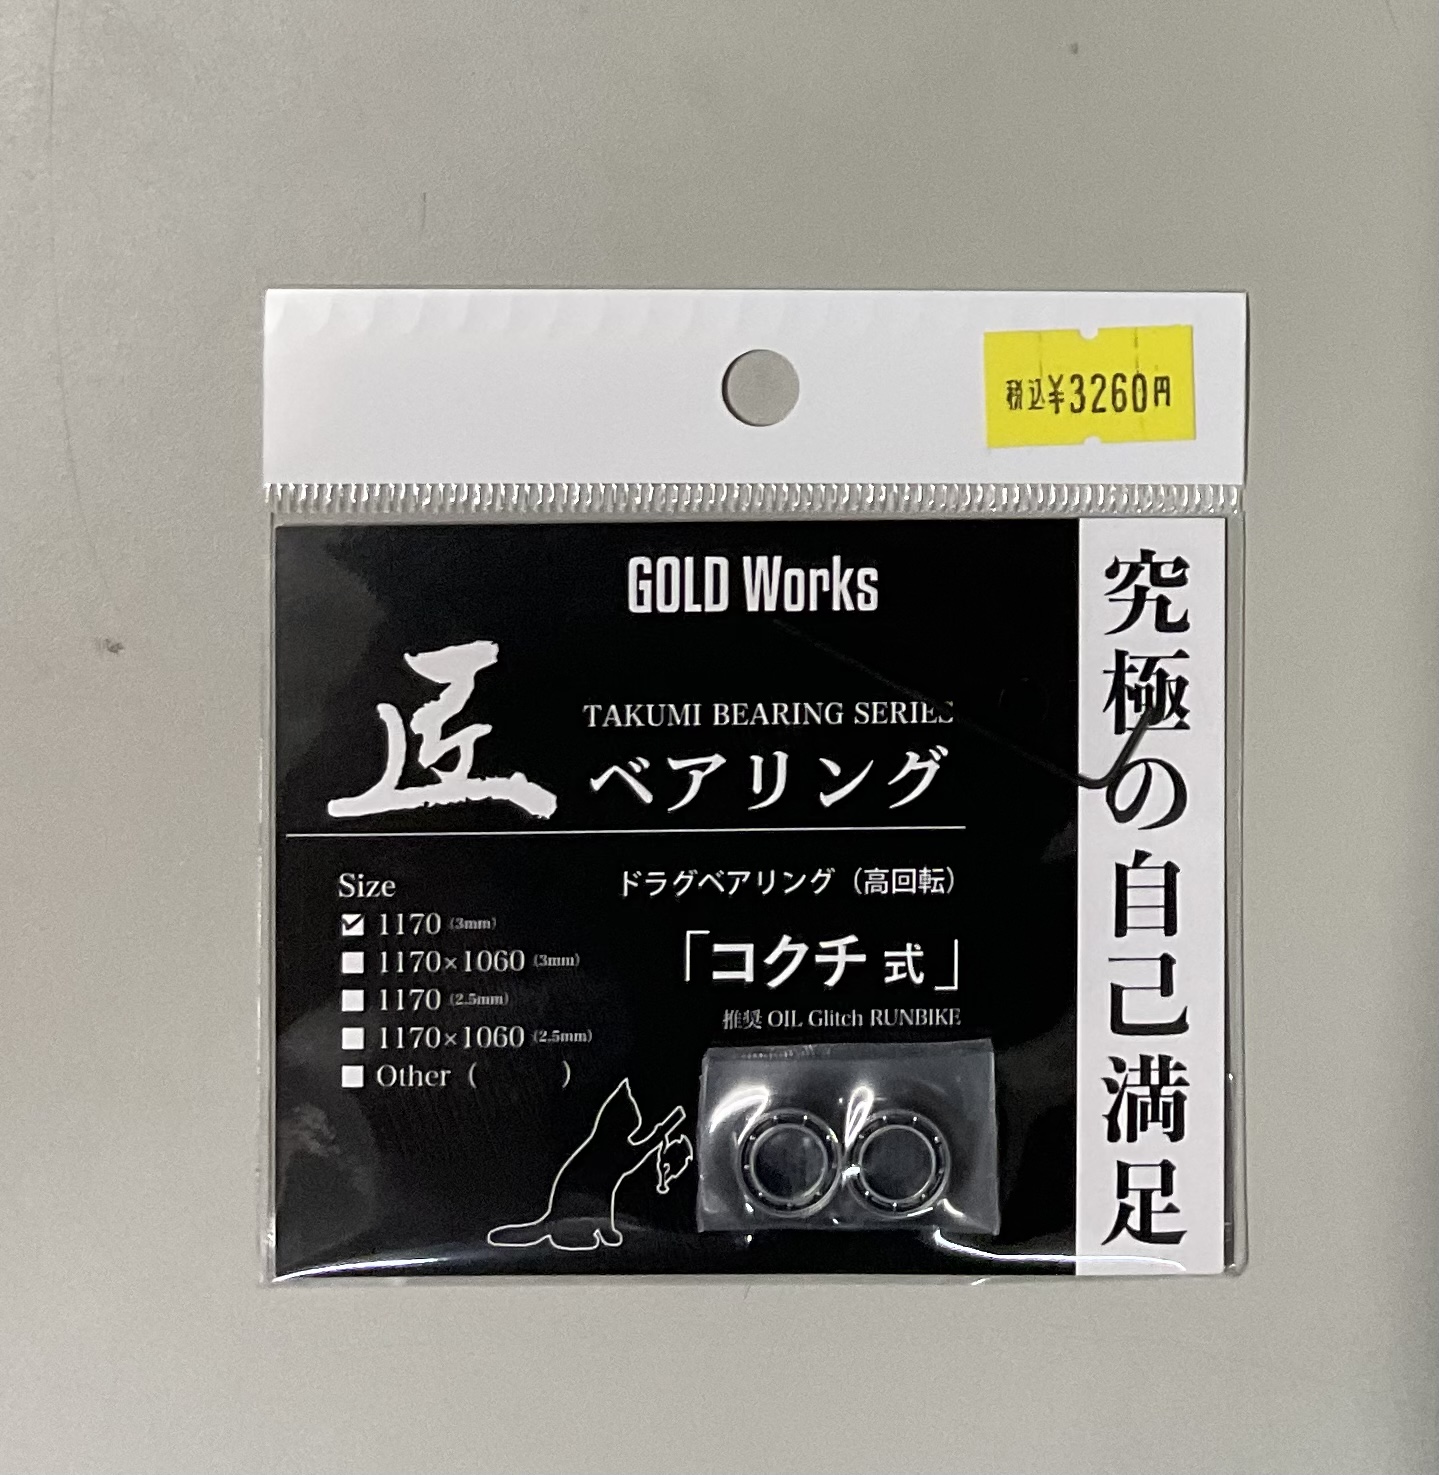 税込¥3260円
GOLD Works
匠
TAKUMI BEARING SERIES
ベアリング
Size
1170 (3mm)
1170×1060 (3mm)
1170 (2.5mm)
1170×1060 (2.5mm)
Other ( )
ドラグベアリング（高回転）
「コクチ式」
推奨 OIL Glitch RUNBIKE
究極の自己満足